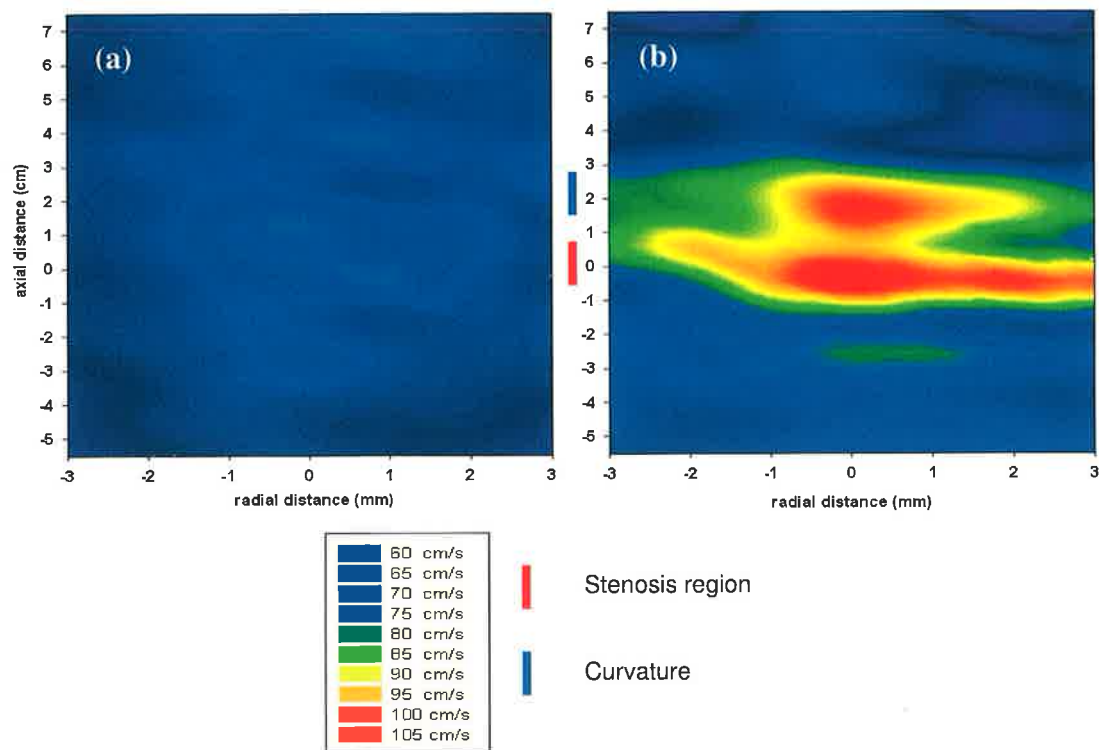 (a)
(b)
7
6
5
4
3
2
1
0
-1
-2
-3
-4
-5
axial distance (cm)
-3 -2 -1 0 1 2 3
radial distance (mm)
7
6
5
4
3
2
1
0
-1
-2
-3
-4
-5
-3 -2 -1 0 1 2 3
radial distance (mm)
60 cm/s
65 cm/s
70 cm/s
75 cm/s
80 cm/s
85 cm/s
90 cm/s
95 cm/s
100 cm/s
105 cm/s
Stenosis region
Curvature